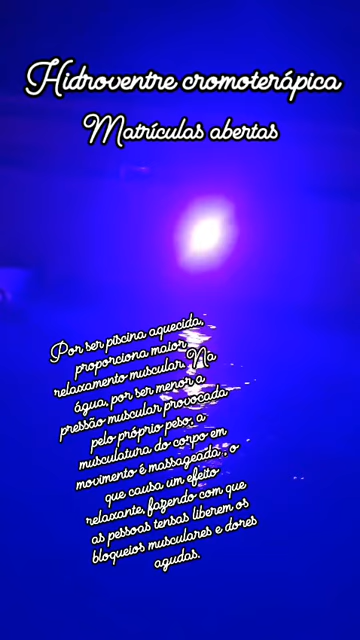 Hidroventre cromoterápica
Matrículas abertas
Por ser piscina aquecida,
proporciona maior
relaxamento muscular. Na
água, por ser menor a
pressão muscular provocada
pelo próprio peso, a
musculatura do corpo em
movimento é massageada , o
que causa um efeito
relaxante, fazendo com que
as pessoas tensas liberem os
bloqueios musculares e dores
agudas.